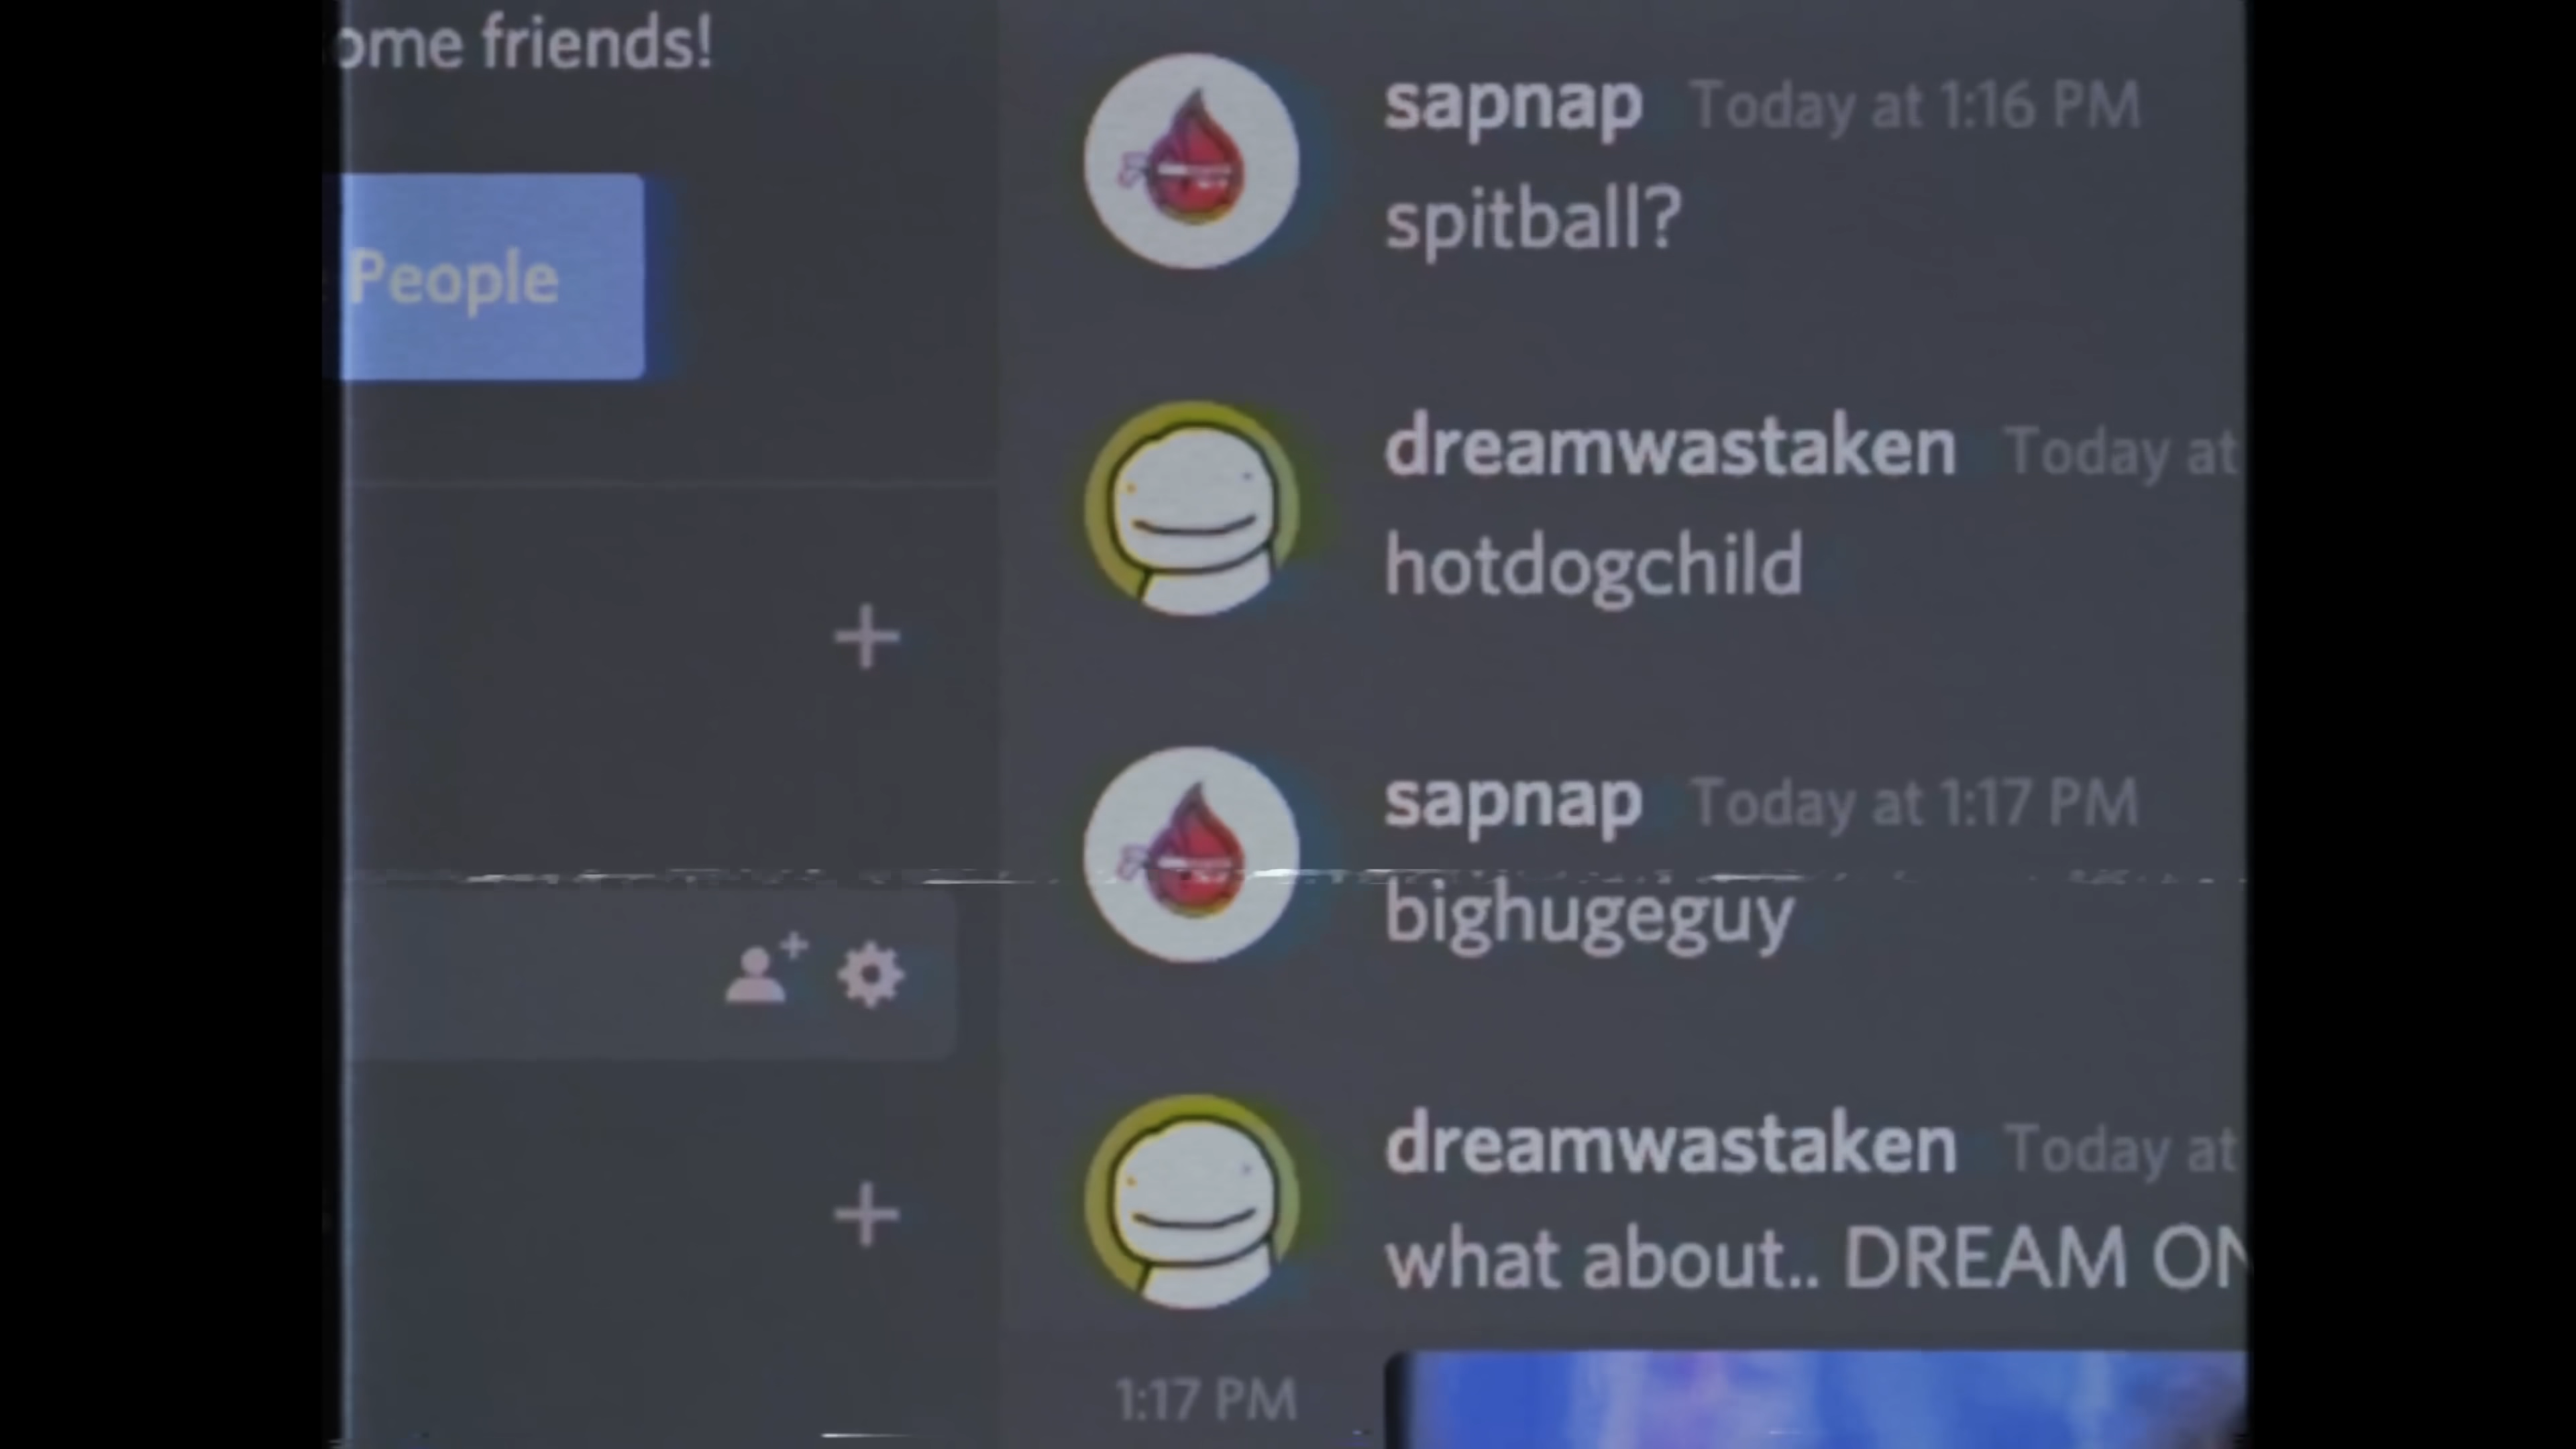 ome friends!
People
sapnap Today at 1:16 PM
spitball?
dreamwastaken Today at
hotdogchild
sapnap Today at 1:17 PM
bighugeguy
dreamwastaken Today at
what about.. DREAM ON
1:17 PM